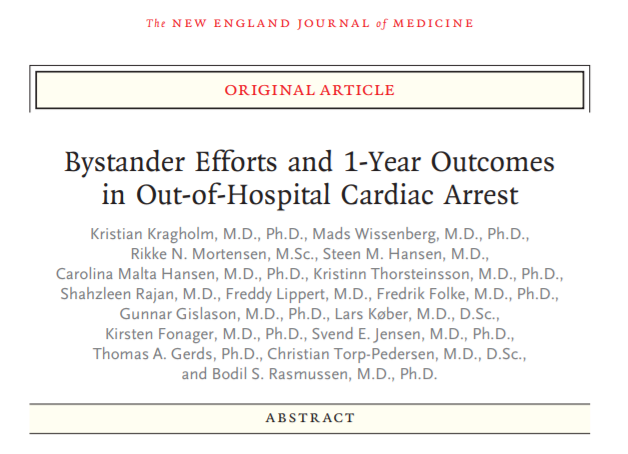 The NEW ENGLAND JOURNAL of MEDICINE
ORIGINAL ARTICLE
Bystander Efforts and 1-Year Outcomes
in Out-of-Hospital Cardiac Arrest
Kristian Kragholm, M.D., Ph.D., Mads Wissenberg, M.D., Ph.D.,
Rikke N. Mortensen, M.Sc., Steen M. Hansen, M.D.,
Carolina Malta Hansen, M.D., Ph.D., Kristinn Thorsteinsson, M.D., Ph.D.,
Shahzleen Rajan, M.D., Freddy Lippert, M.D., Fredrik Folke, M.D., Ph.D.,
Gunnar Gislason, M.D., Ph.D., Lars Køber, M.D., D.Sc.,
Kirsten Fonager, M.D., Ph.D., Svend E. Jensen, M.D., Ph.D.,
Thomas A. Gerds, Ph.D., Christian Torp-Pedersen, M.D., D.Sc.,
and Bodil S. Rasmussen, M.D., Ph.D.
ABSTRACT